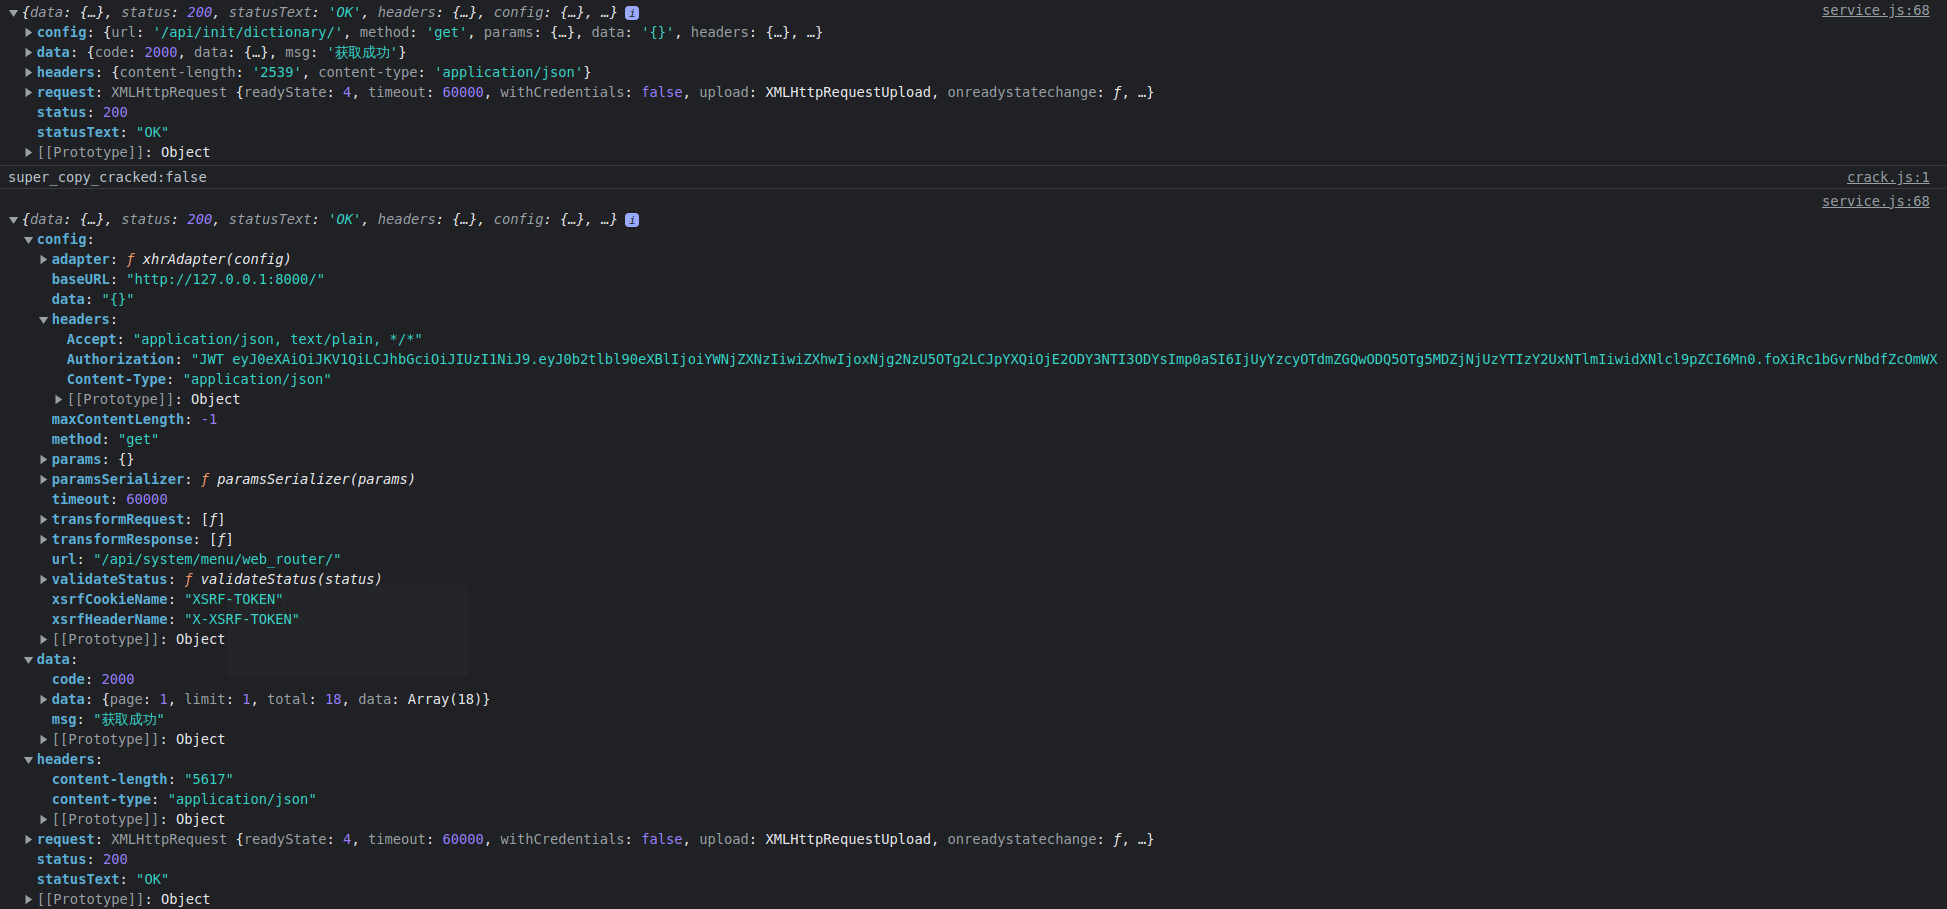 {data: {…}, status: 200, statusText: 'OK', headers: {…}, config: {…}, …} i service.js:68
config: {url: '/api/init/dictionary/', method: 'get', params: {…}, data: '{}', headers: {…}, …}
data: {code: 2000, data: {…}, msg: '获取成功'}
headers: {content-length: '2539', content-type: 'application/json'}
request: XMLHttpRequest {readyState: 4, timeout: 60000, withCredentials: false, upload: XMLHttpRequestUpload, onreadystatechange: ƒ, …}
status: 200
statusText: "OK"
[[Prototype]]: Object
super_copy_cracked:false crack.js:1
service.js:68
{data: {…}, status: 200, statusText: 'OK', headers: {…}, config: {…}, …} i
config:
adapter: ƒ xhrAdapter(config)
baseURL: "http://127.0.0.1:8000/"
data: "{}"
headers:
Accept: "application/json, text/plain, */*"
Authorization: "JWT eyJ0eXAiOiJKV1QiLCJhbGciOiJIUzI1NiJ9.eyJ0b2tlbl90eXBlIjoiYWNjZXNzIiwiZXhwIjoxNjg2NzU5OTg2LCJpYXQiOjE2ODY3NTI3ODYsImp0aSI6IjUyYzcyOTdmZGQwODQ5OTg5MDZjNjUzYTIzY2UxNTlmIiwidXNlcl9pZCI6Mn0.foXiRc1bGvrNbdfZcOmWX
Content-Type: "application/json"
[[Prototype]]: Object
maxContentLength: -1
method: "get"
params: {}
paramsSerializer: ƒ paramsSerializer(params)
timeout: 60000
transformRequest: [ƒ]
transformResponse: [ƒ]
url: "/api/system/menu/web_router/"
validateStatus: ƒ validateStatus(status)
xsrfCookieName: "XSRF-TOKEN"
xsrfHeaderName: "X-XSRF-TOKEN"
[[Prototype]]: Object
data:
code: 2000
data: {page: 1, limit: 1, total: 18, data: Array(18)}
msg: "获取成功"
[[Prototype]]: Object
headers:
content-length: "5617"
content-type: "application/json"
[[Prototype]]: Object
request: XMLHttpRequest {readyState: 4, timeout: 60000, withCredentials: false, upload: XMLHttpRequestUpload, onreadystatechange: ƒ, …}
status: 200
statusText: "OK"
[[Prototype]]: Object